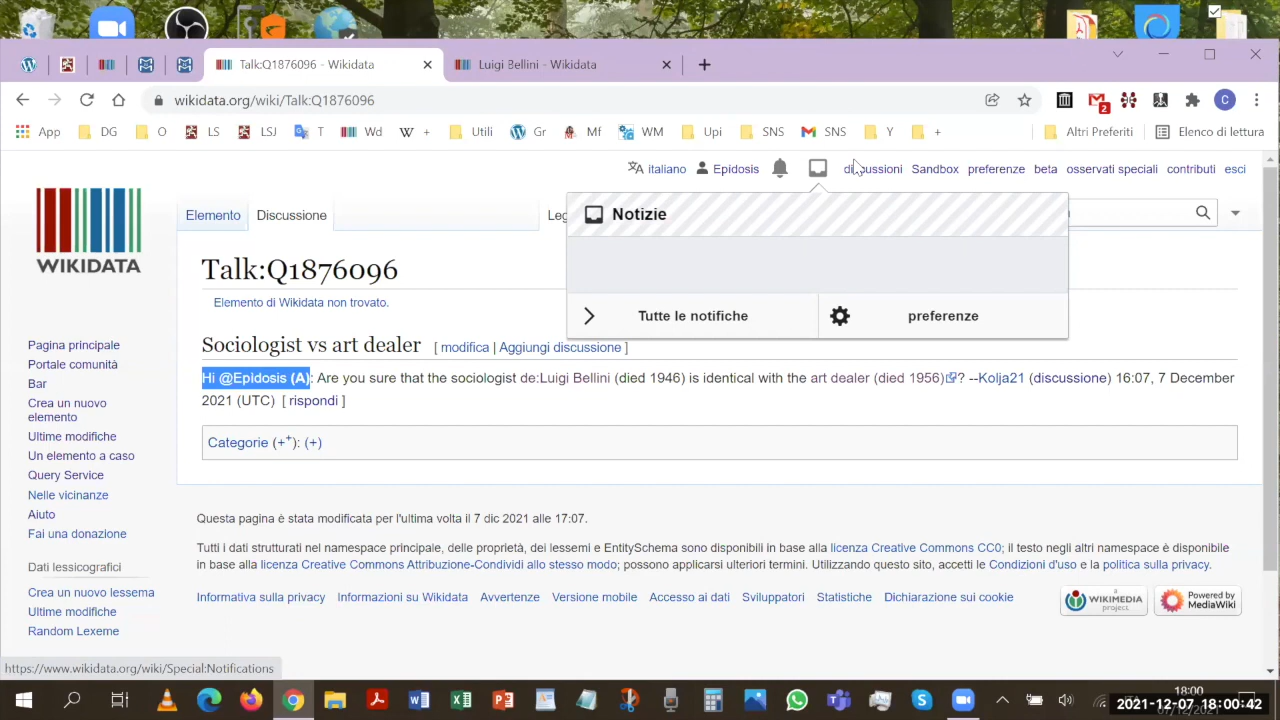 Talk:Q1876096 - Wikidata
Luigi Bellini - Wikidata
wikidata.org/wiki/Talk:Q1876096
2
C
App DG O LS LSJ T Wd + Utili Gr Mf WM Upi SNS SNS Y + Altri Preferiti Elenco di lettura
italiano Epidosis discussioni Sandbox preferenze beta osservati speciali contributi esci
Elemento Discussione Leg
Notizie
Tutte le notifiche preferenze
WIKIDATA
Talk:Q1876096
Elemento di Wikidata non trovato.
Sociologist vs art dealer [ modifica | Aggiungi discussione ]
Hi @Epidosis (A): Are you sure that the sociologist de:Luigi Bellini (died 1946) is identical with the art dealer (died 1956)? --Kolja21 (discussione) 16:07, 7 December
2021 (UTC) [ rispondi ]
Categorie (++): (+)
Pagina principale
Portale comunità
Bar
Crea un nuovo
elemento
Ultime modifiche
Un elemento a caso
Query Service
Nelle vicinanze
Aiuto
Fai una donazione
Dati lessicografici
Crea un nuovo lessema
Ultime modifiche
Random Lexeme
Questa pagina è stata modificata per l'ultima volta il 7 dic 2021 alle 17:07.
Tutti i dati strutturati nel namespace principale, delle proprietà, dei lessemi e EntitySchema sono disponibili in base alla licenza Creative Commons CC0; il testo negli altri namespace è disponibile
in base alla licenza Creative Commons Attribuzione-Condividi allo stesso modo; possono applicarsi ulteriori termini. Utilizzando questo sito, accetti le Condizioni d'uso e la politica sulla privacy.
Informativa sulla privacy Informazioni su Wikidata Avvertenze Versione mobile Accesso ai dati Sviluppatori Statistiche Dichiarazione sui cookie
a WIKIMEDIA project
Powered by MediaWiki
https://www.wikidata.org/wiki/Special:Notifications
18:00
2021-12-07 18:00:42